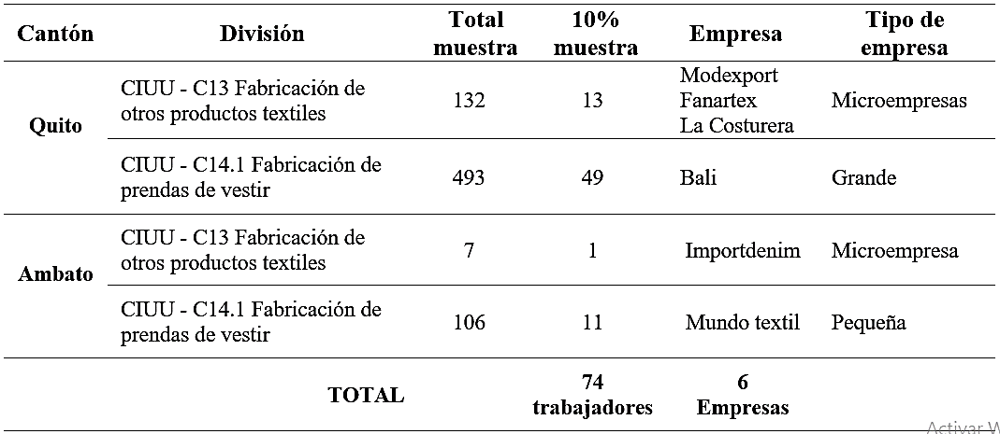 Cantón División Total muestra 10% muestra Empresa Tipo de empresa
Quito
CIUU - C13 Fabricación de
otros productos textiles
132 13
Modexport
Fanartex
La Costurera
Microempresas
CIUU - C14.1 Fabricación de
prendas de vestir
493 49 Bali Grande
Ambato
CIUU - C13 Fabricación de
otros productos textiles
7 1 Importdenim Microempresa
CIUU - C14.1 Fabricación de
prendas de vestir
106 11 Mundo textil Pequeña
TOTAL
74
trabajadores
6
Empresas